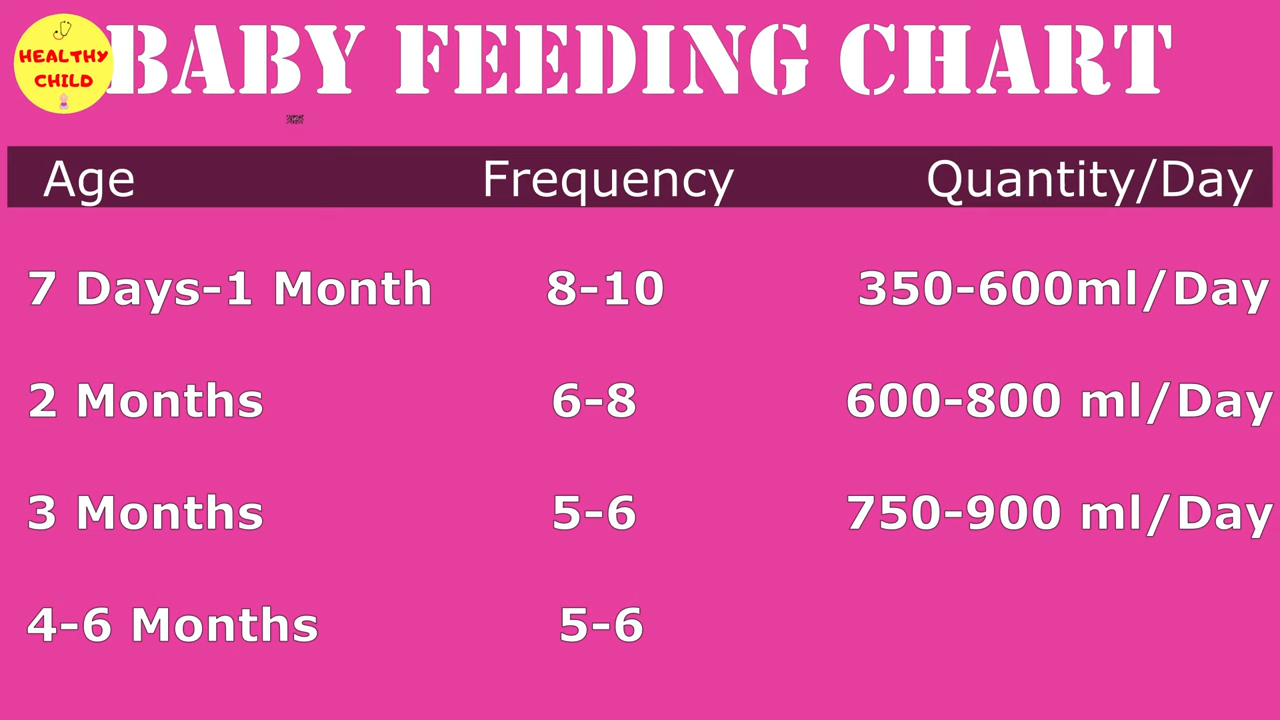 HEALTHY
CHILD
BABY FEEDING CHART
Age Frequency Quantity/Day
7 Days-1 Month 8-10 350-600ml/Day
2 Months 6-8 600-800 ml/Day
3 Months 5-6 750-900 ml/Day
4-6 Months 5-6